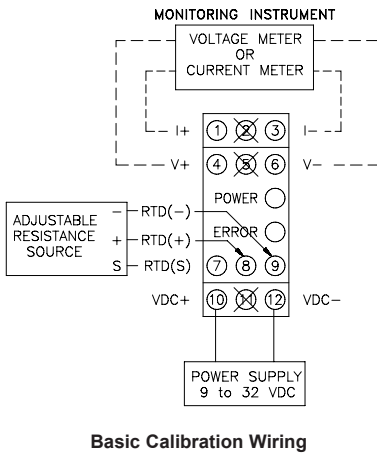 MONITORING INSTRUMENT
VOLTAGE METER
OR
CURRENT METER
I+ 1 2 3 I-
V+ 4 5 6 V-
POWER
ADJUSTABLE
RESISTANCE
SOURCE
- RTD(-)
+ RTD(+) ERROR
S RTD(S) 7 8 9
VDC+ 10 11 12 VDC-
POWER SUPPLY
9 to 32 VDC
Basic Calibration Wiring